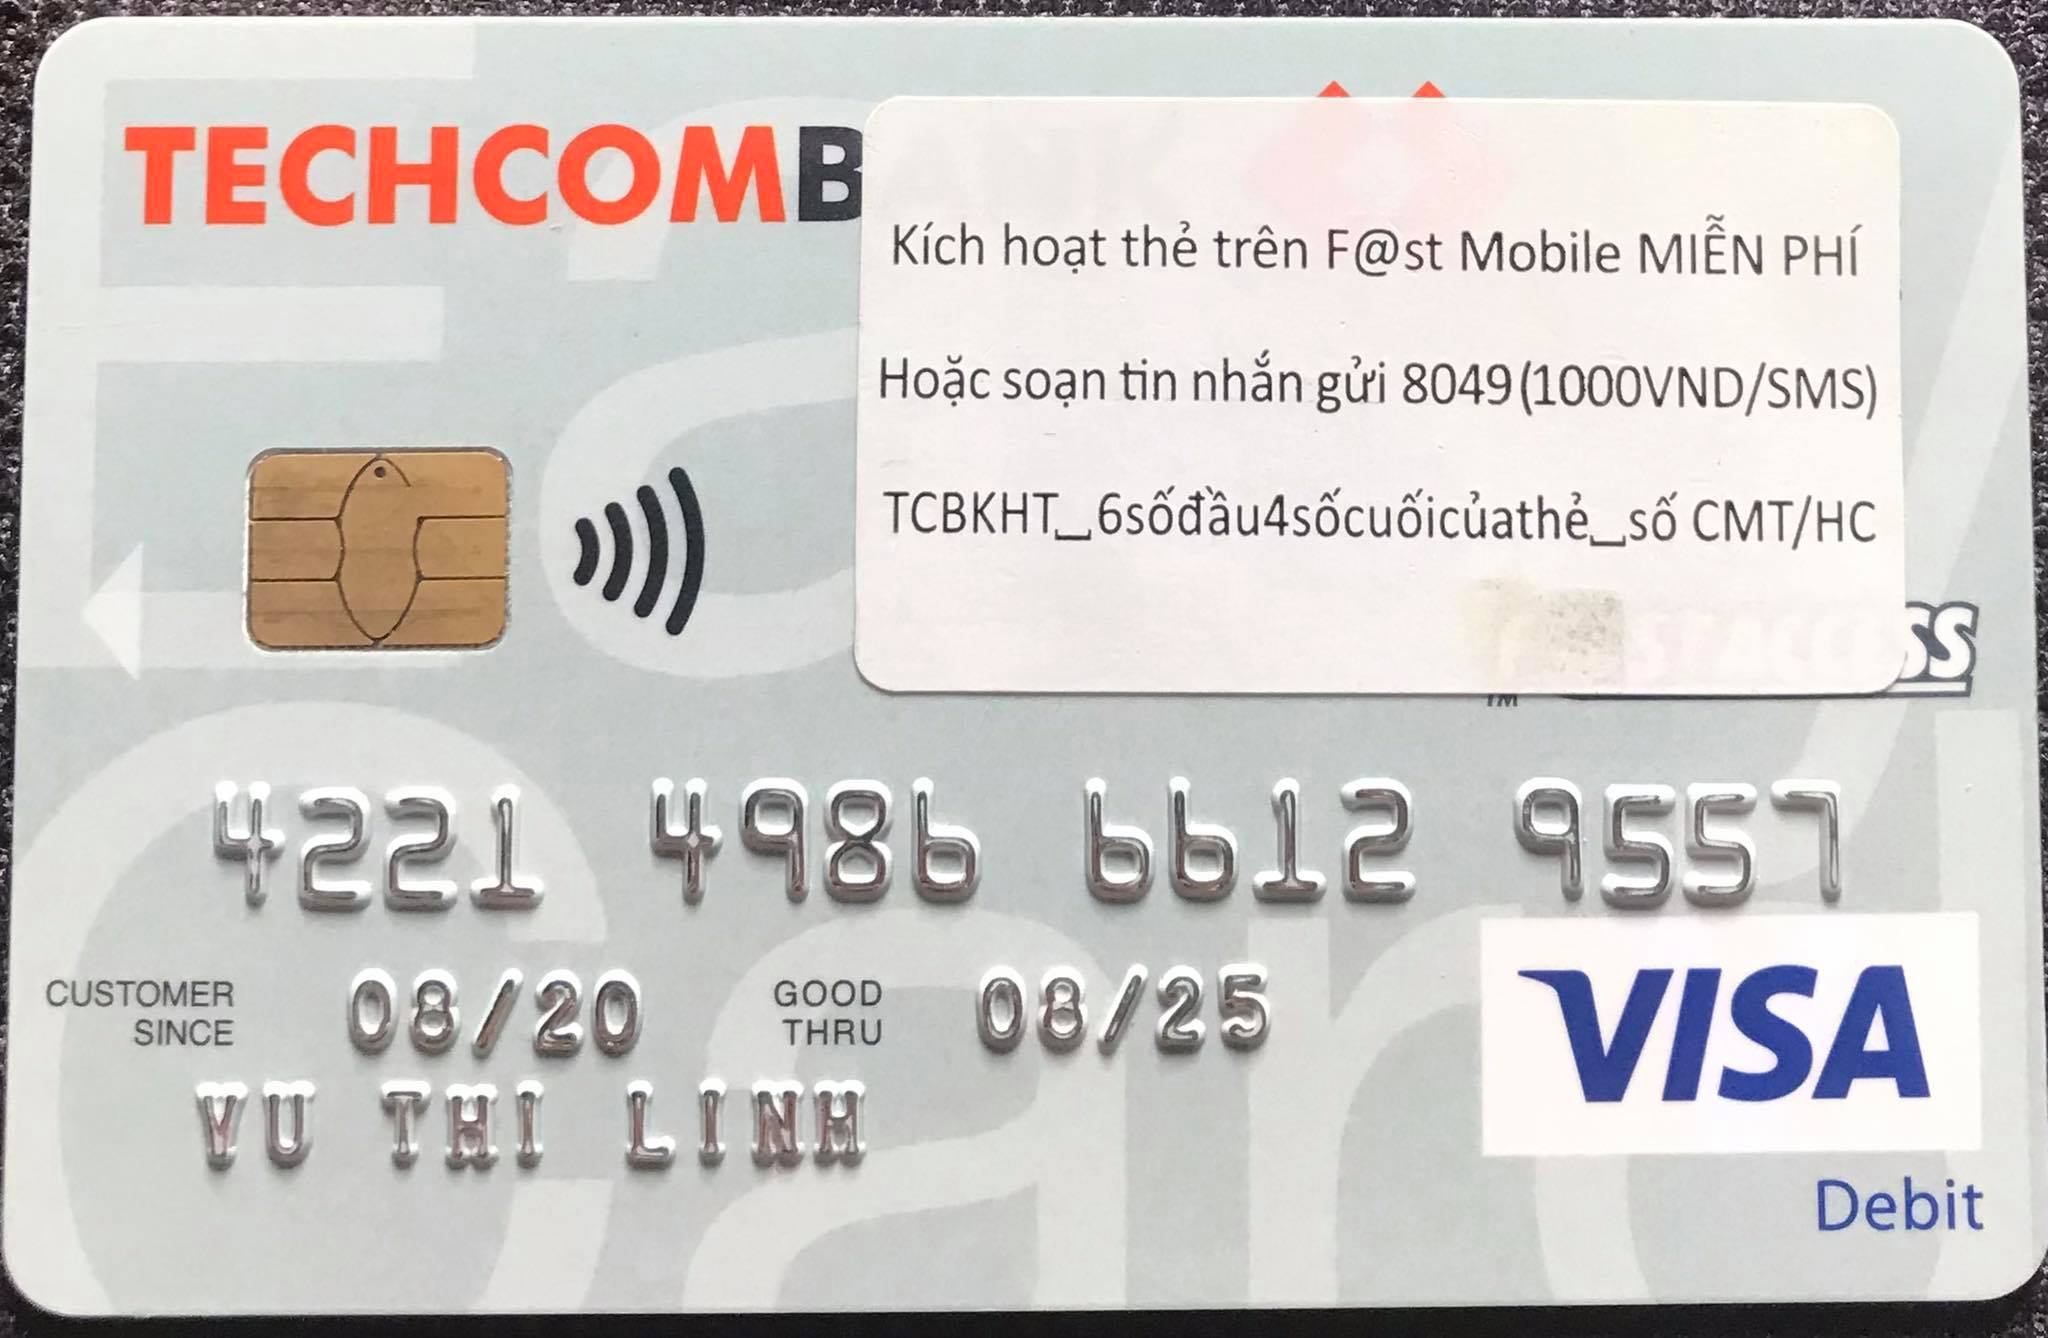 TECHCOMB
Kích hoạt thẻ trên F@st Mobile MIỄN PHÍ
Hoặc soạn tin nhắn gửi 8049(1000VND/SMS)
TCBKHT_6sốđầu4sốcuốicủathẻ_số CMT/HC
SS
TM
4221 4986 6612 9557
CUSTOMER SINCE 08/20 GOOD THRU 08/25
VU THI LINH
VISA
Debit